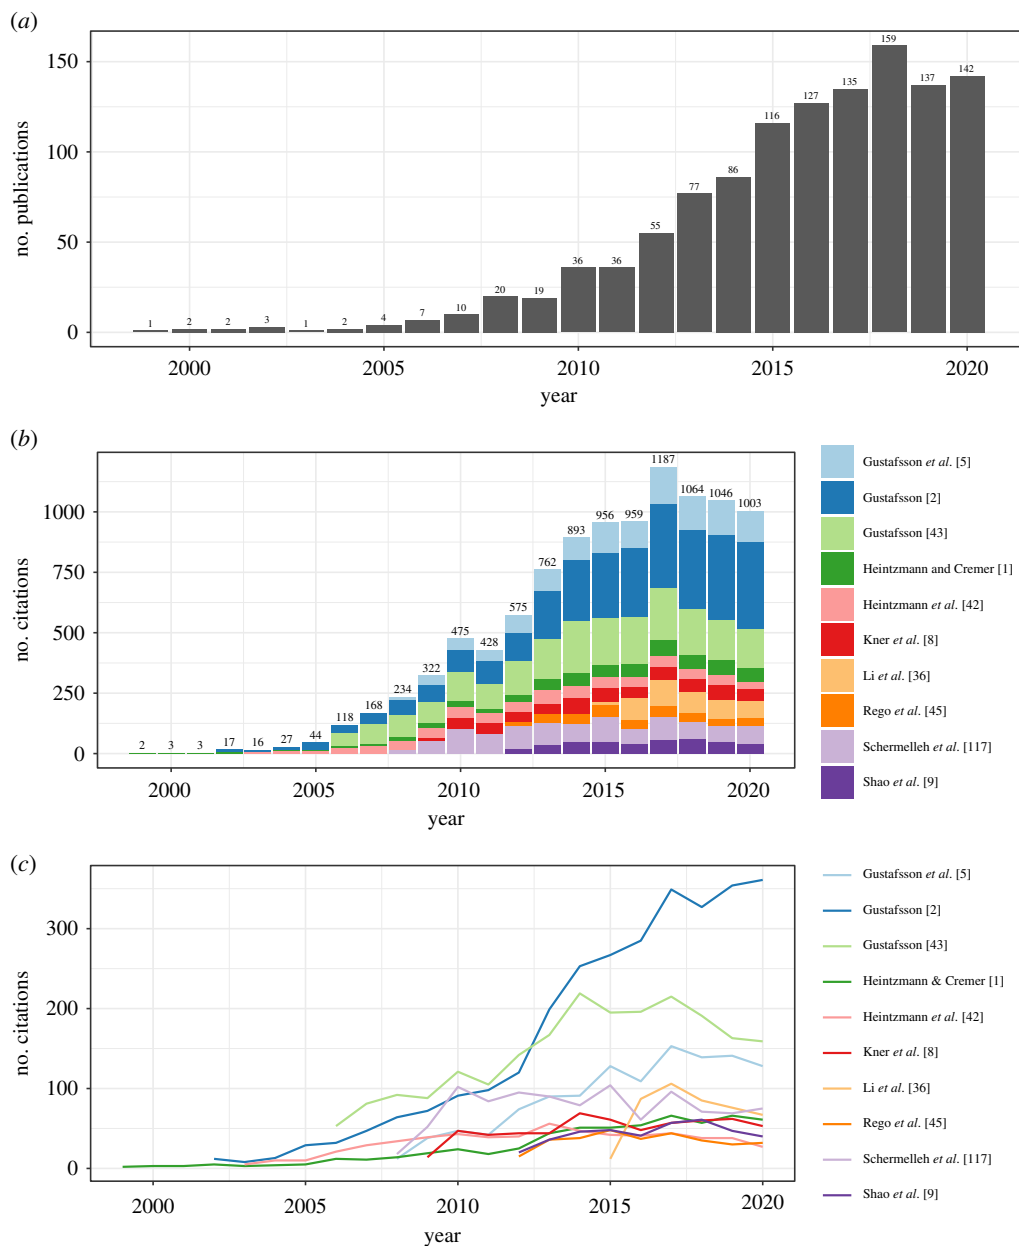 (a)
no. publications
150
100
50
0
1
2
2
3
1
2
4
7
10
20
19
36
36
55
77
86
116
127
135
159
137
142
2000
2005
2010
2015
2020
year
(b)
no. citations
1000
750
500
250
0
2
3
3
17
16
27
44
118
168
234
322
475
428
575
762
893
956
959
1187
1064
1046
1003
2000
2005
2010
2015
2020
year
Gustafsson et al. [5]
Gustafsson [2]
Gustafsson [43]
Heintzmann and Cremer [1]
Heintzmann et al. [42]
Kner et al. [8]
Li et al. [36]
Rego et al. [45]
Schermelleh et al. [117]
Shao et al. [9]
(c)
no. citations
300
200
100
0
2000
2005
2010
2015
2020
year
Gustafsson et al. [5]
Gustafsson [2]
Gustafsson [43]
Heintzmann & Cremer [1]
Heintzmann et al. [42]
Kner et al. [8]
Li et al. [36]
Rego et al. [45]
Schermelleh et al. [117]
Shao et al. [9]